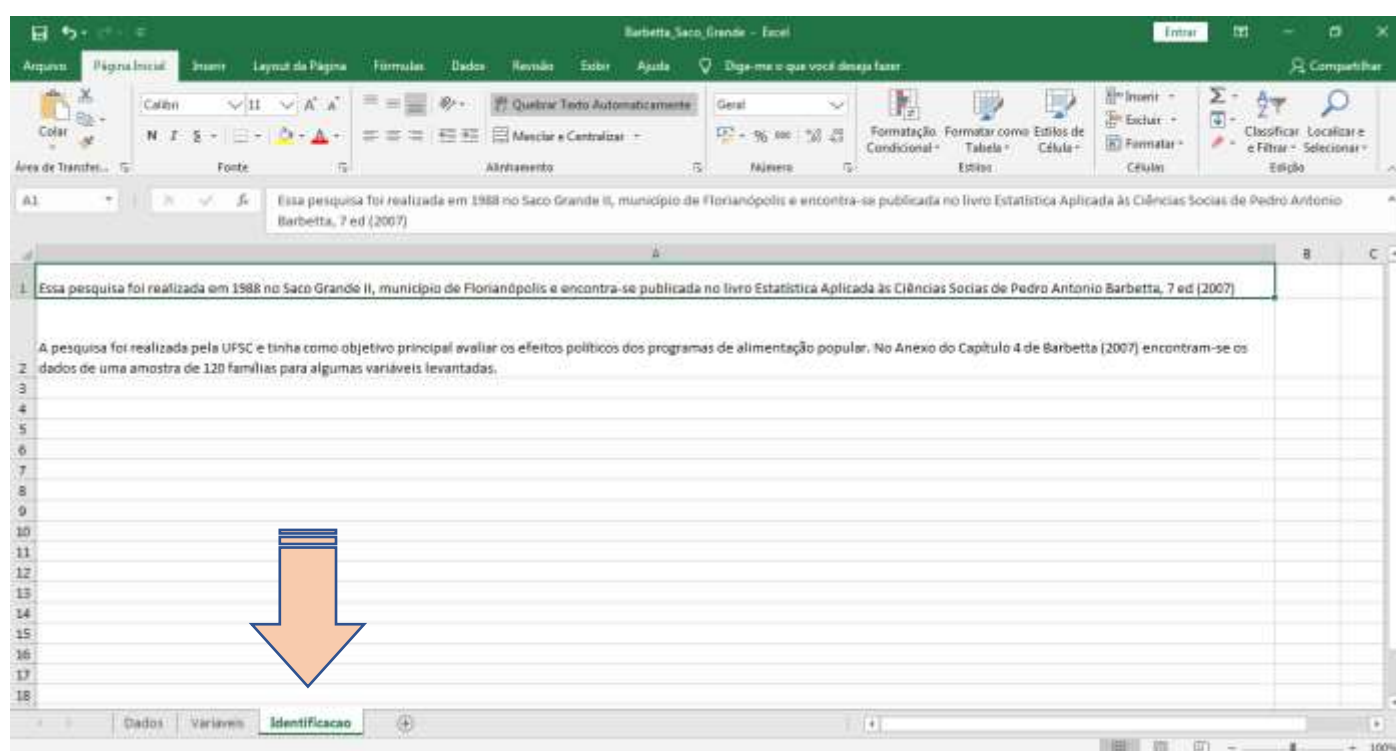 Barbetta_Saco_Grande - Excel
Entrar
Arquivo Página Inicial Inserir Layout da Página Fórmulas Dados Revisão Exibir Ajuda Diga-me o que você deseja fazer Compartilhar
Colar
Calibri 11
N I S
Quebrar Texto Automaticamente
Mesclar e Centralizar
Geral
% 000
Formatação Condicional
Formatar como Tabela
Estilos de Célula
Inserir
Excluir
Formatar
Classificar e Filtrar
Localizar e Selecionar
Área de Transfer... Fonte Alinhamento Número Estilos Células Edição
A1
Essa pesquisa foi realizada em 1988 no Saco Grande II, município de Florianópolis e encontra-se publicada no livro Estatística Aplicada às Ciências Socias de Pedro Antonio
Barbetta, 7 ed (2007)
A B C
1 Essa pesquisa foi realizada em 1988 no Saco Grande II, município de Florianópolis e encontra-se publicada no livro Estatística Aplicada às Ciências Socias de Pedro Antonio Barbetta, 7 ed (2007)
A pesquisa foi realizada pela UFSC e tinha como objetivo principal avaliar os efeitos políticos dos programas de alimentação popular. No Anexo do Capítulo 4 de Barbetta (2007) encontram-se os
2 dados de uma amostra de 120 famílias para algumas variáveis levantadas.
3
4
5
6
7
8
9
10
11
12
13
14
15
16
17
18
Dados Variaveis Identificacao
100%